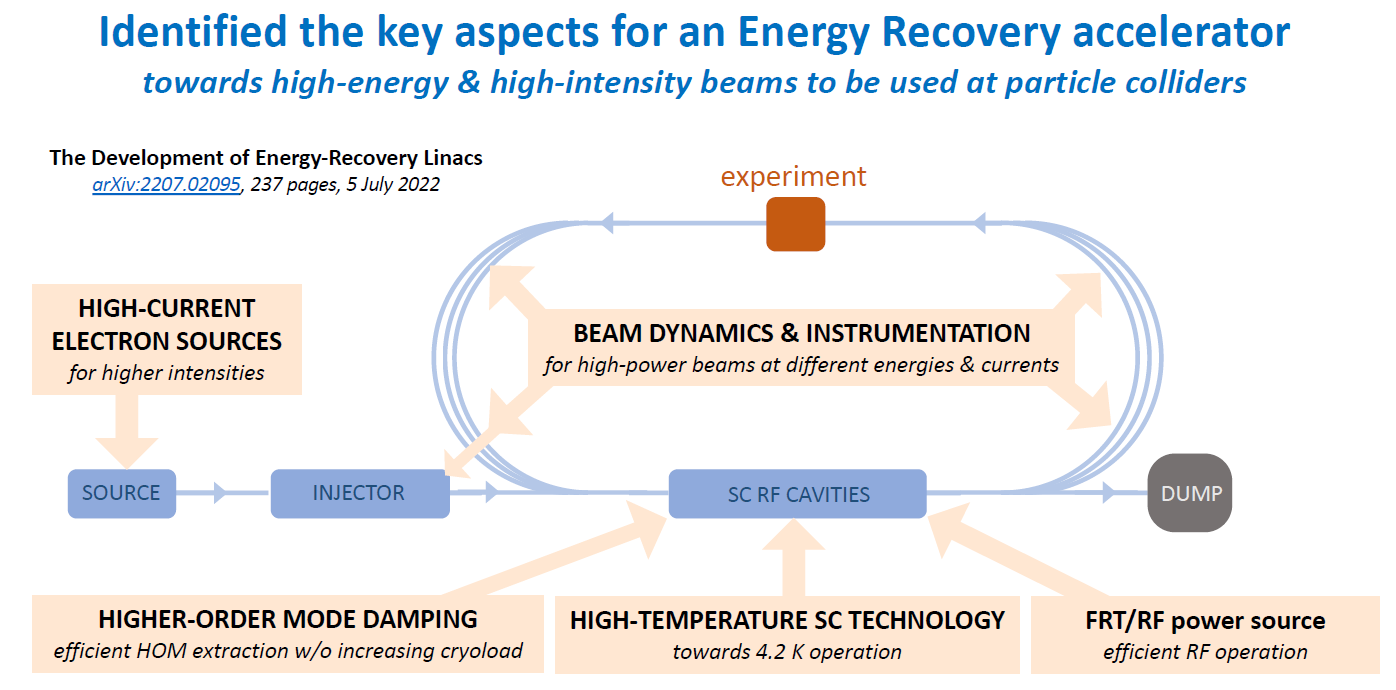 Identified the key aspects for an Energy Recovery accelerator
towards high-energy & high-intensity beams to be used at particle colliders
The Development of Energy-Recovery Linacs
arXiv:2207.02095, 237 pages, 5 July 2022
experiment
HIGH-CURRENT
ELECTRON SOURCES
for higher intensities
BEAM DYNAMICS & INSTRUMENTATION
for high-power beams at different energies & currents
SOURCE
INJECTOR
SC RF CAVITIES
DUMP
HIGHER-ORDER MODE DAMPING
efficient HOM extraction w/o increasing cryoload
HIGH-TEMPERATURE SC TECHNOLOGY
towards 4.2 K operation
FRT/RF power source
efficient RF operation